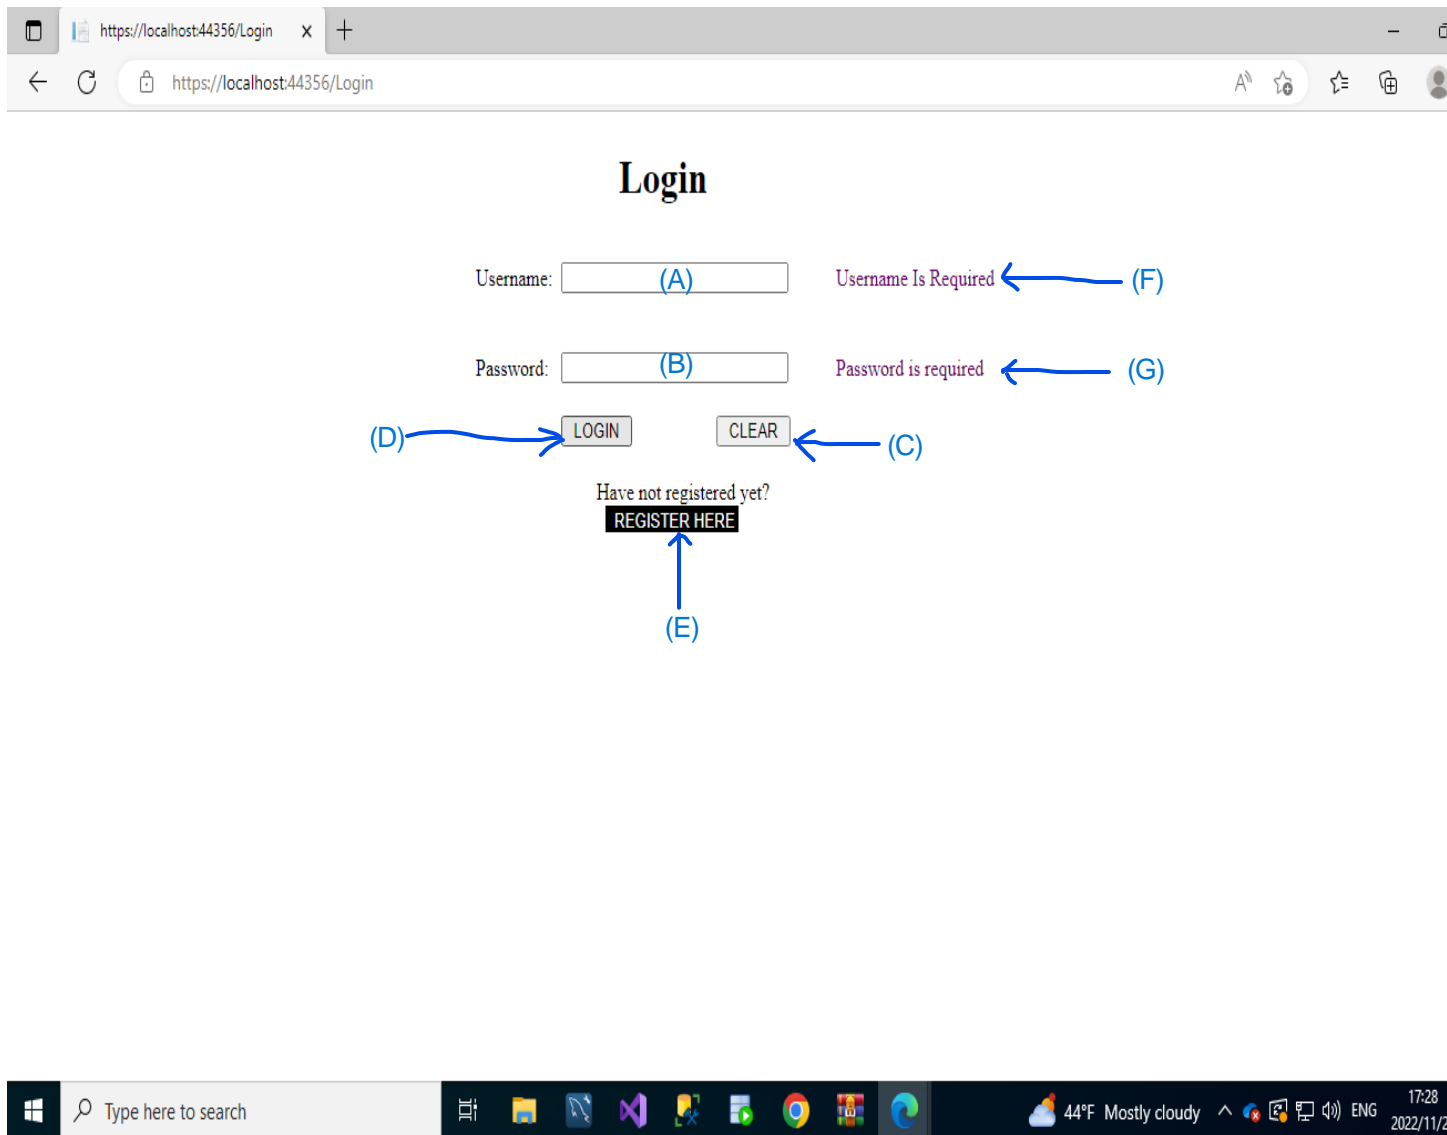 https://localhost:44356/Login
https://localhost:44356/Login
Login
Username: (A) Username Is Required (F)
Password: (B) Password is required (G)
(D) LOGIN CLEAR (C)
Have not registered yet?
REGISTER HERE
(E)
Type here to search
44°F Mostly cloudy ENG 17:28
2022/11/2